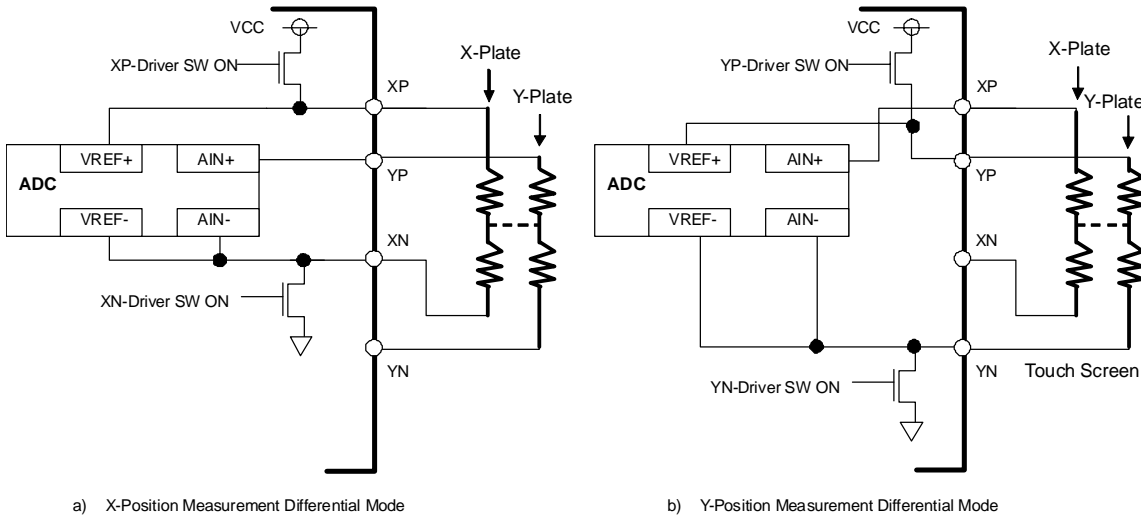 VCC
XP-Driver SW ON
X-Plate
XP
Y-Plate
VREF+
AIN+
ADC
YP
VREF-
AIN-
XN
XN-Driver SW ON
YN
a) X-Position Measurement Differential Mode
VCC
YP-Driver SW ON
X-Plate
XP
Y-Plate
VREF+
AIN+
ADC
YP
VREF-
AIN-
XN
YN
Touch Screen
YN-Driver SW ON
b) Y-Position Measurement Differential Mode